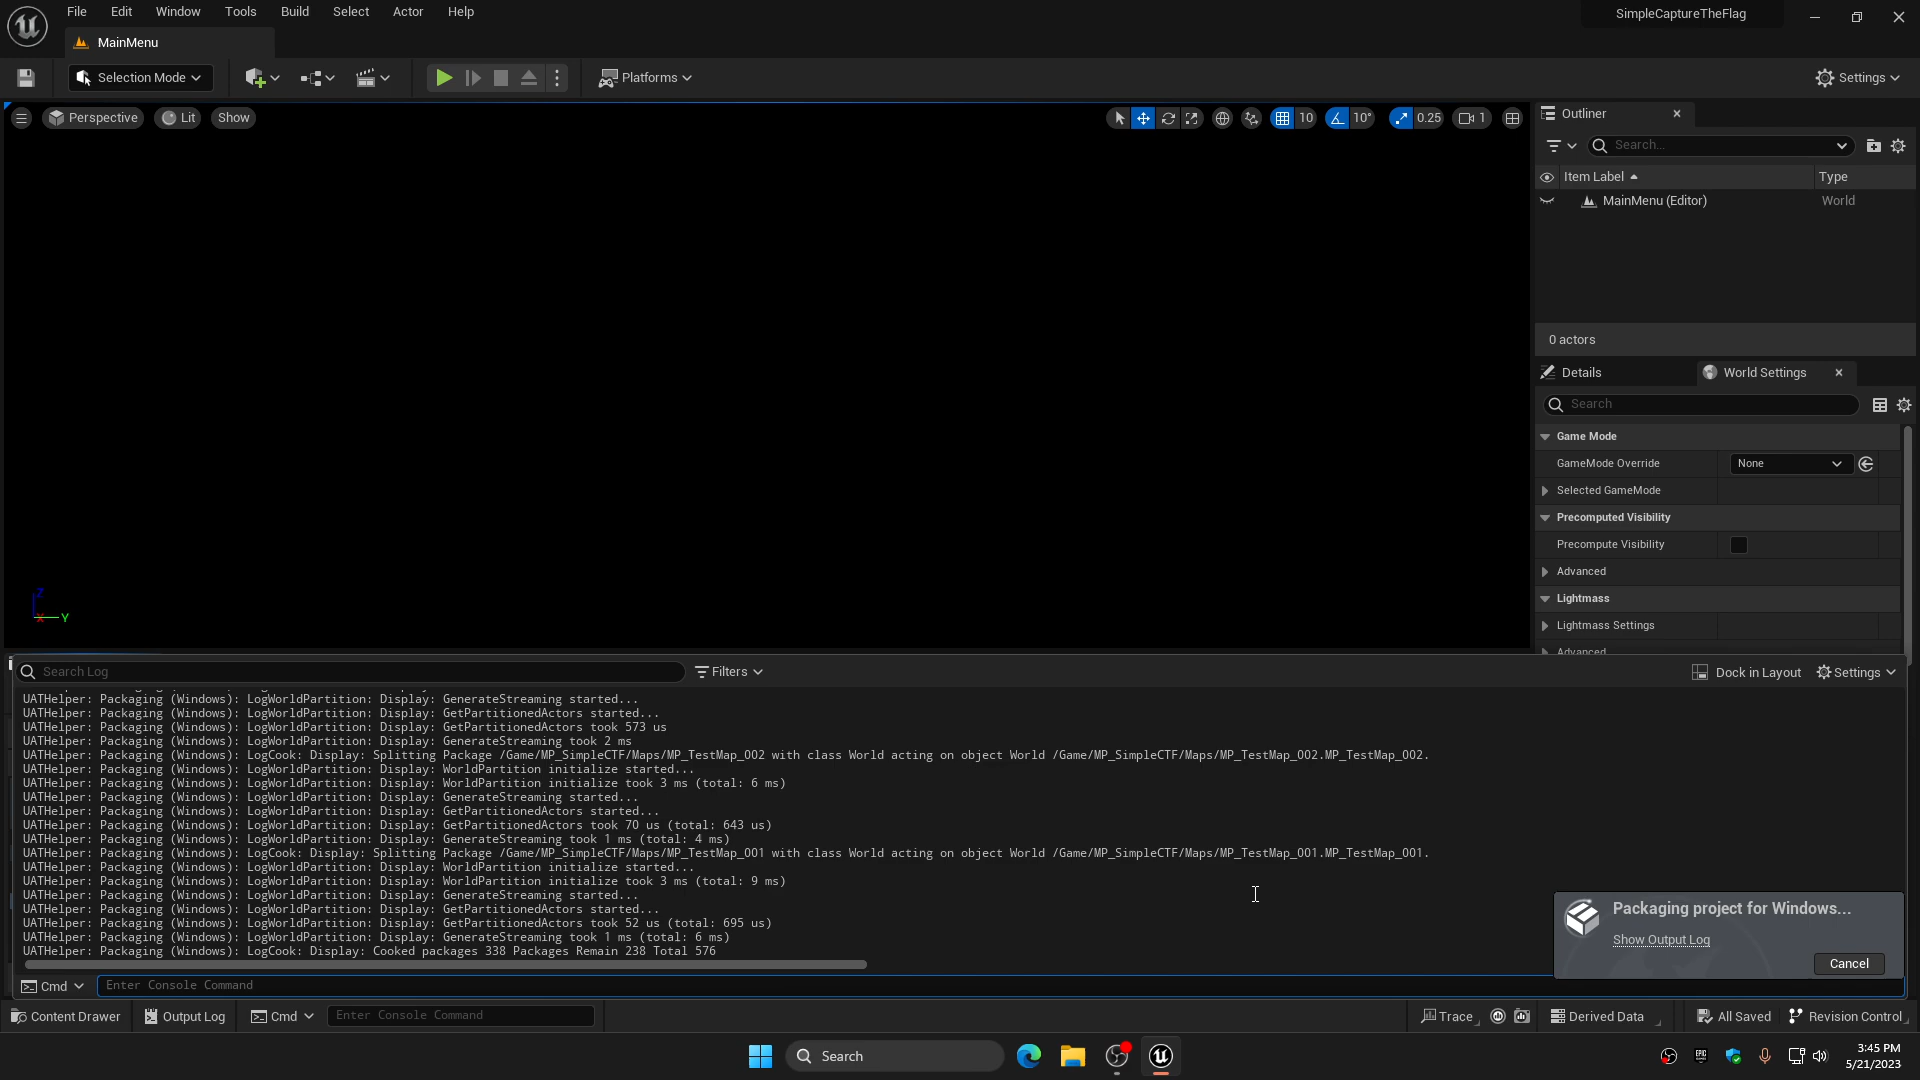 File Edit Window Tools Build Select Actor Help
SimpleCaptureTheFlag
MainMenu
Selection Mode
Platforms
Settings
Perspective Lit Show
10 10° 0.25 1
Outliner
Search...
Item Label Type
MainMenu (Editor) World
0 actors
Details World Settings
Search
Game Mode
GameMode Override None
Selected GameMode
Precomputed Visibility
Precompute Visibility
Advanced
Lightmass
Lightmass Settings
Advanced
Z
X Y
Search Log Filters Dock in Layout Settings
UATHelper: Packaging (Windows): LogWorldPartition: Display: GenerateStreaming started...
UATHelper: Packaging (Windows): LogWorldPartition: Display: GetPartitionedActors started...
UATHelper: Packaging (Windows): LogWorldPartition: Display: GetPartitionedActors took 573 us
UATHelper: Packaging (Windows): LogWorldPartition: Display: GenerateStreaming took 2 ms
UATHelper: Packaging (Windows): LogCook: Display: Splitting Package /Game/MP_SimpleCTF/Maps/MP_TestMap_002 with class World acting on object World /Game/MP_SimpleCTF/Maps/MP_TestMap_002.MP_TestMap_002.
UATHelper: Packaging (Windows): LogWorldPartition: Display: WorldPartition initialize started...
UATHelper: Packaging (Windows): LogWorldPartition: Display: WorldPartition initialize took 3 ms (total: 6 ms)
UATHelper: Packaging (Windows): LogWorldPartition: Display: GenerateStreaming started...
UATHelper: Packaging (Windows): LogWorldPartition: Display: GetPartitionedActors started...
UATHelper: Packaging (Windows): LogWorldPartition: Display: GetPartitionedActors took 70 us (total: 643 us)
UATHelper: Packaging (Windows): LogWorldPartition: Display: GenerateStreaming took 1 ms (total: 4 ms)
UATHelper: Packaging (Windows): LogCook: Display: Splitting Package /Game/MP_SimpleCTF/Maps/MP_TestMap_001 with class World acting on object World /Game/MP_SimpleCTF/Maps/MP_TestMap_001.MP_TestMap_001.
UATHelper: Packaging (Windows): LogWorldPartition: Display: WorldPartition initialize started...
UATHelper: Packaging (Windows): LogWorldPartition: Display: WorldPartition initialize took 3 ms (total: 9 ms)
UATHelper: Packaging (Windows): LogWorldPartition: Display: GenerateStreaming started...
UATHelper: Packaging (Windows): LogWorldPartition: Display: GetPartitionedActors started...
UATHelper: Packaging (Windows): LogWorldPartition: Display: GetPartitionedActors took 52 us (total: 695 us)
UATHelper: Packaging (Windows): LogWorldPartition: Display: GenerateStreaming took 1 ms (total: 6 ms)
UATHelper: Packaging (Windows): LogCook: Display: Cooked packages 338 Packages Remain 238 Total 576
Packaging project for Windows...
Show Output Log
Cancel
Cmd Enter Console Command
Content Drawer Output Log Cmd Enter Console Command Trace Derived Data All Saved Revision Control
Search
EPIC
3:45 PM
5/21/2023